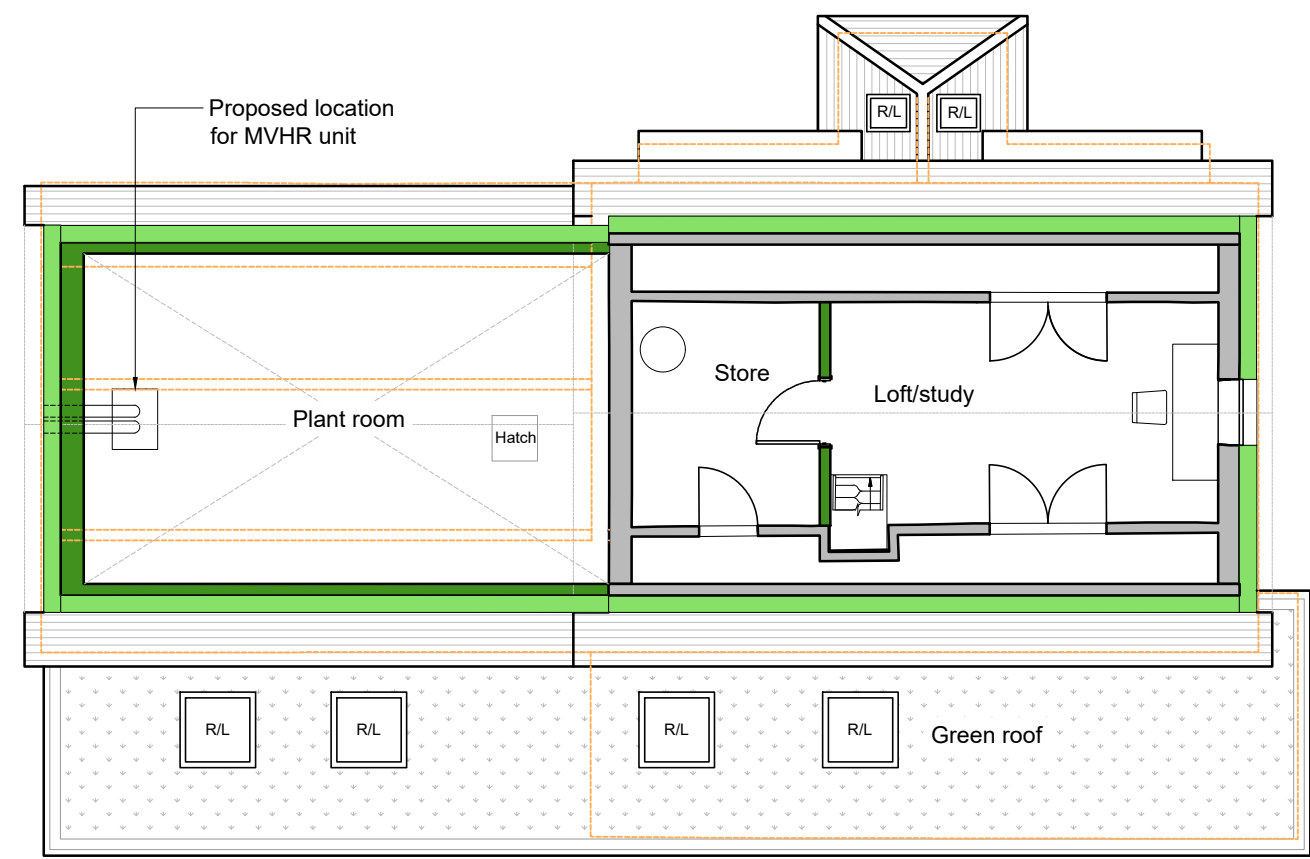 R/L
R/L
Proposed location
for MVHR unit
Store
Loft/study
Plant room
Hatch
R/L
R/L
R/L
R/L
Green roof